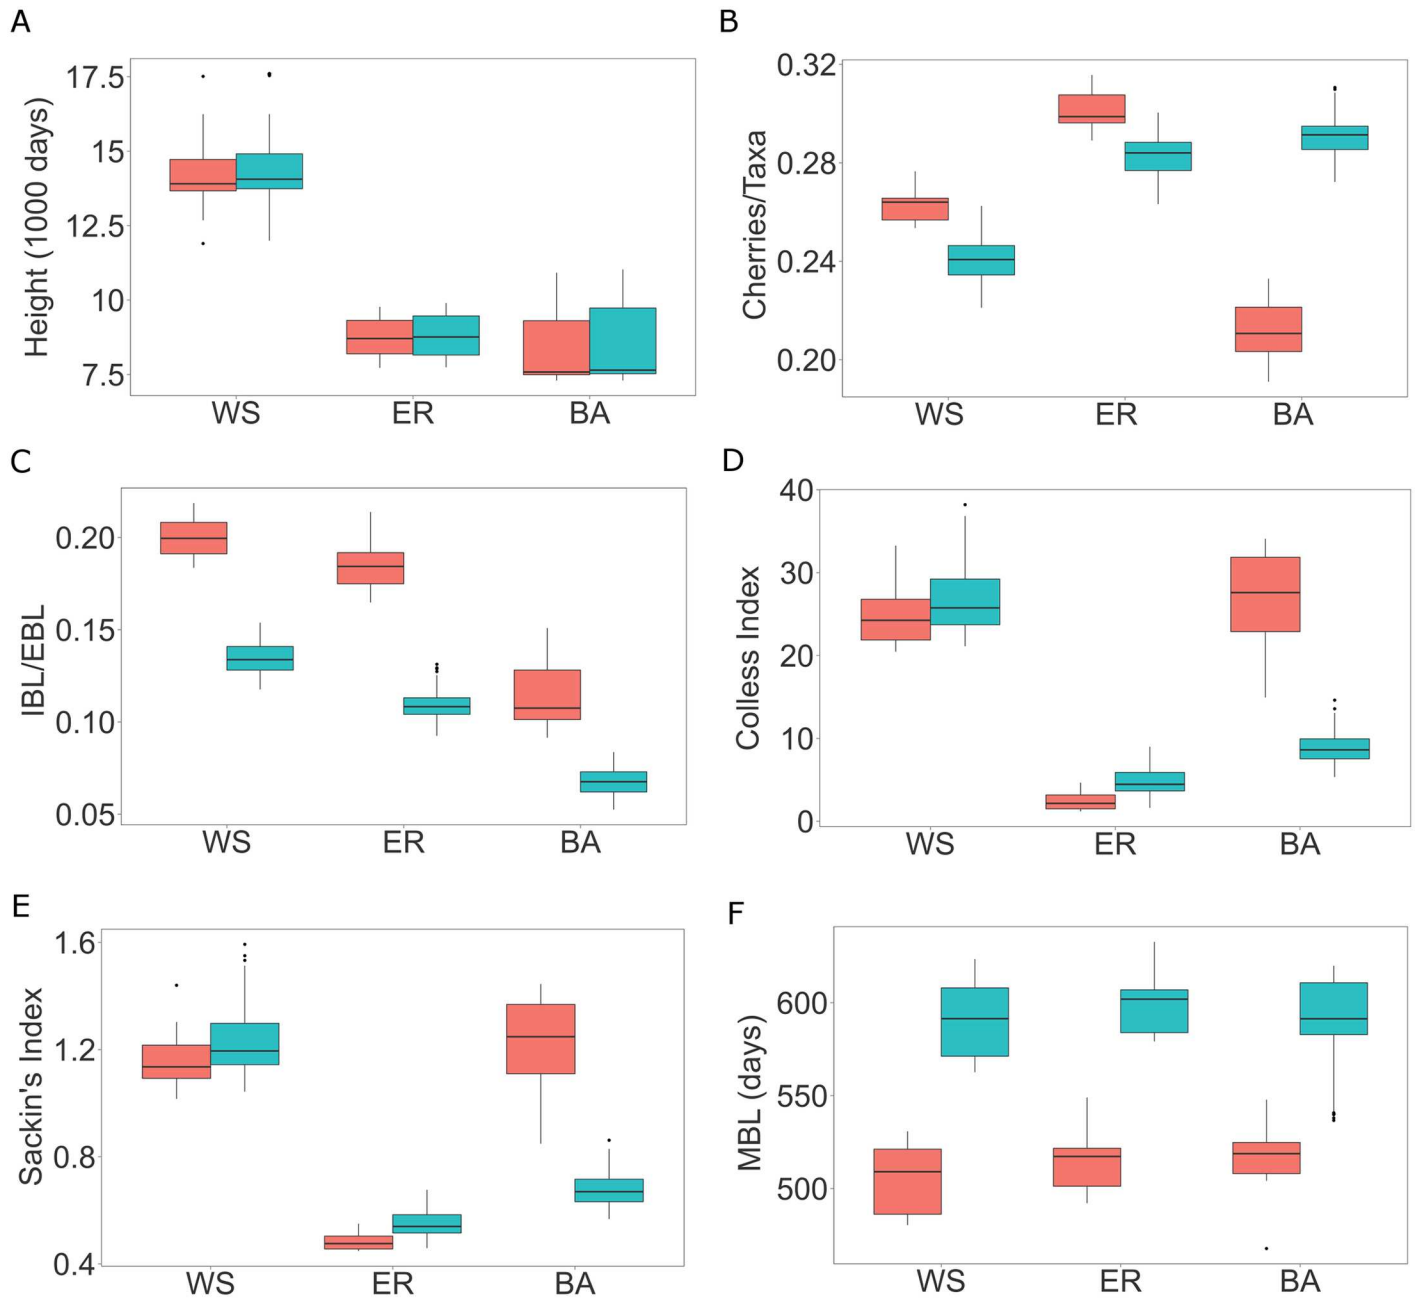 A
Height (1000 days)
17.5
15
12.5
10
7.5
WS ER BA
B
Cherries/Taxa
0.32
0.28
0.24
0.20
WS ER BA
C
IBL/EBL
0.20
0.15
0.10
0.05
WS ER BA
D
Colless Index
40
30
20
10
0
WS ER BA
E
Sackin's Index
1.6
1.2
0.8
0.4
WS ER BA
F
MBL (days)
600
550
500
WS ER BA